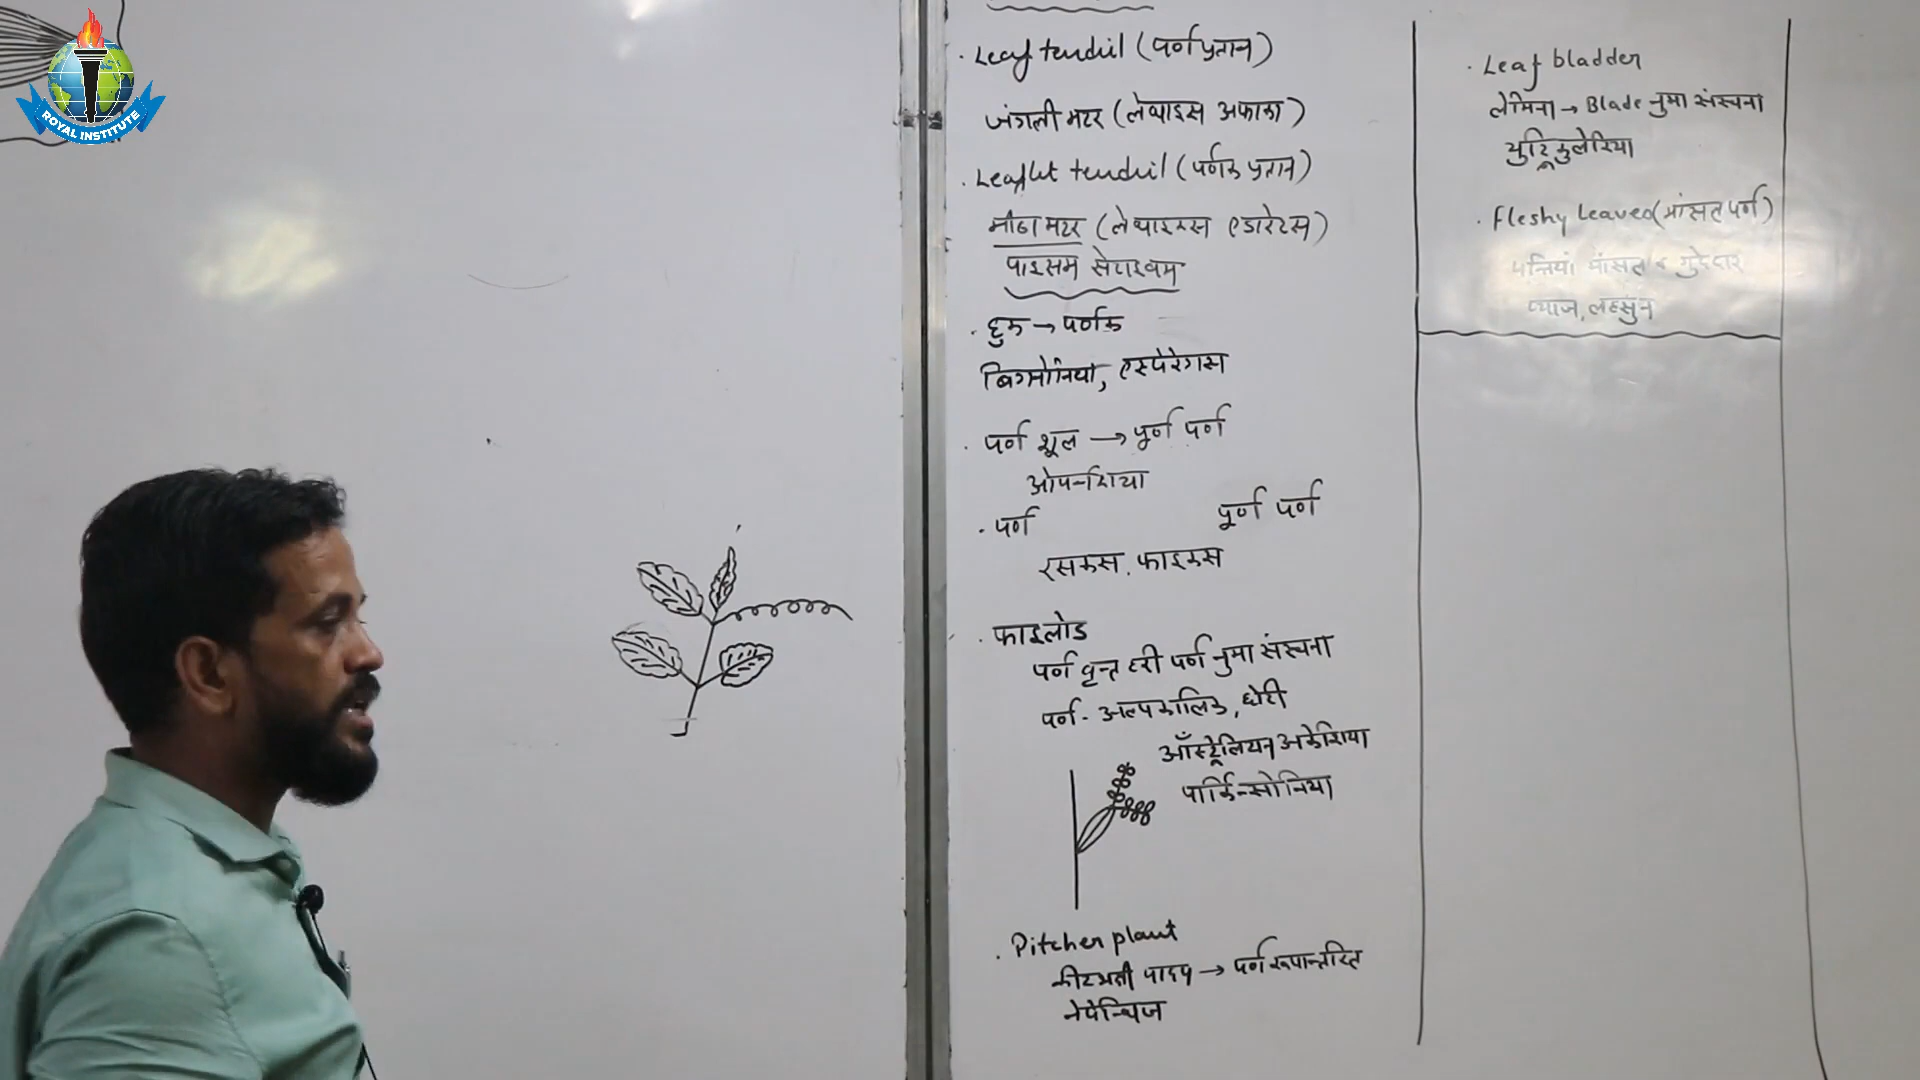 ROYAL INSTITUTE
. Leaf tendril (पर्ण प्रतान)
जंगली मटर (लेथाइरस अफाका)
. Leaflet tendril (पर्णक प्रतान)
मीठा मटर (लेथाइरस एडोरेटस)
पाइसम सेटाइवम
. हुक → पर्णक
बिग्नोनिया, एस्पेरेगस
. पर्ण शूल → पूर्ण पर्ण
ओपन्शिया
. पर्ण पूर्ण पर्ण
रसकस, फाइकस
. फाइलोड
पर्ण वृन्त हरी पर्ण नुमा संरचना
पर्ण - अल्पकालिक, छोटी
ऑस्ट्रेलियन अकेशिया
पार्किन्सोनिया
. Pitcher plant
कीटभक्षी पादप → पर्ण रूपान्तरित
नेपेन्थिज
. Leaf bladder
लेमिना → Blade नुमा संरचना
युट्रिकुलेरिया
. Fleshy leaves (मांसल पर्ण)
पत्तियां मांसल व गुदेदार
प्याज, लहसुन